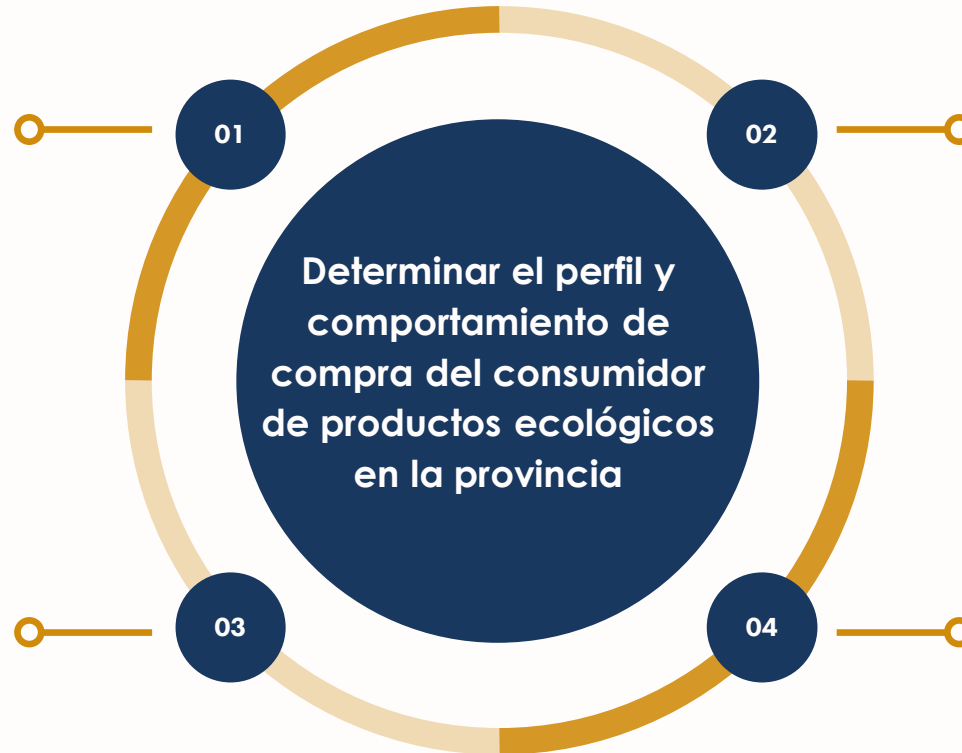 01
02
Determinar el perfil y
comportamiento de
compra del consumidor
de productos ecológicos
en la provincia
03
04